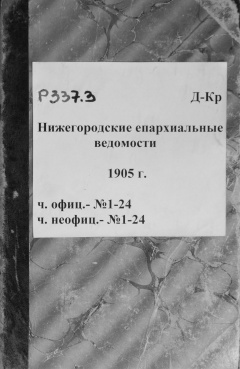 Р337.3
Д-Кр
Нижегородские епархиальные
ведомости
1905 г.
ч. офиц.- №1-24
ч. неофиц.- №1-24